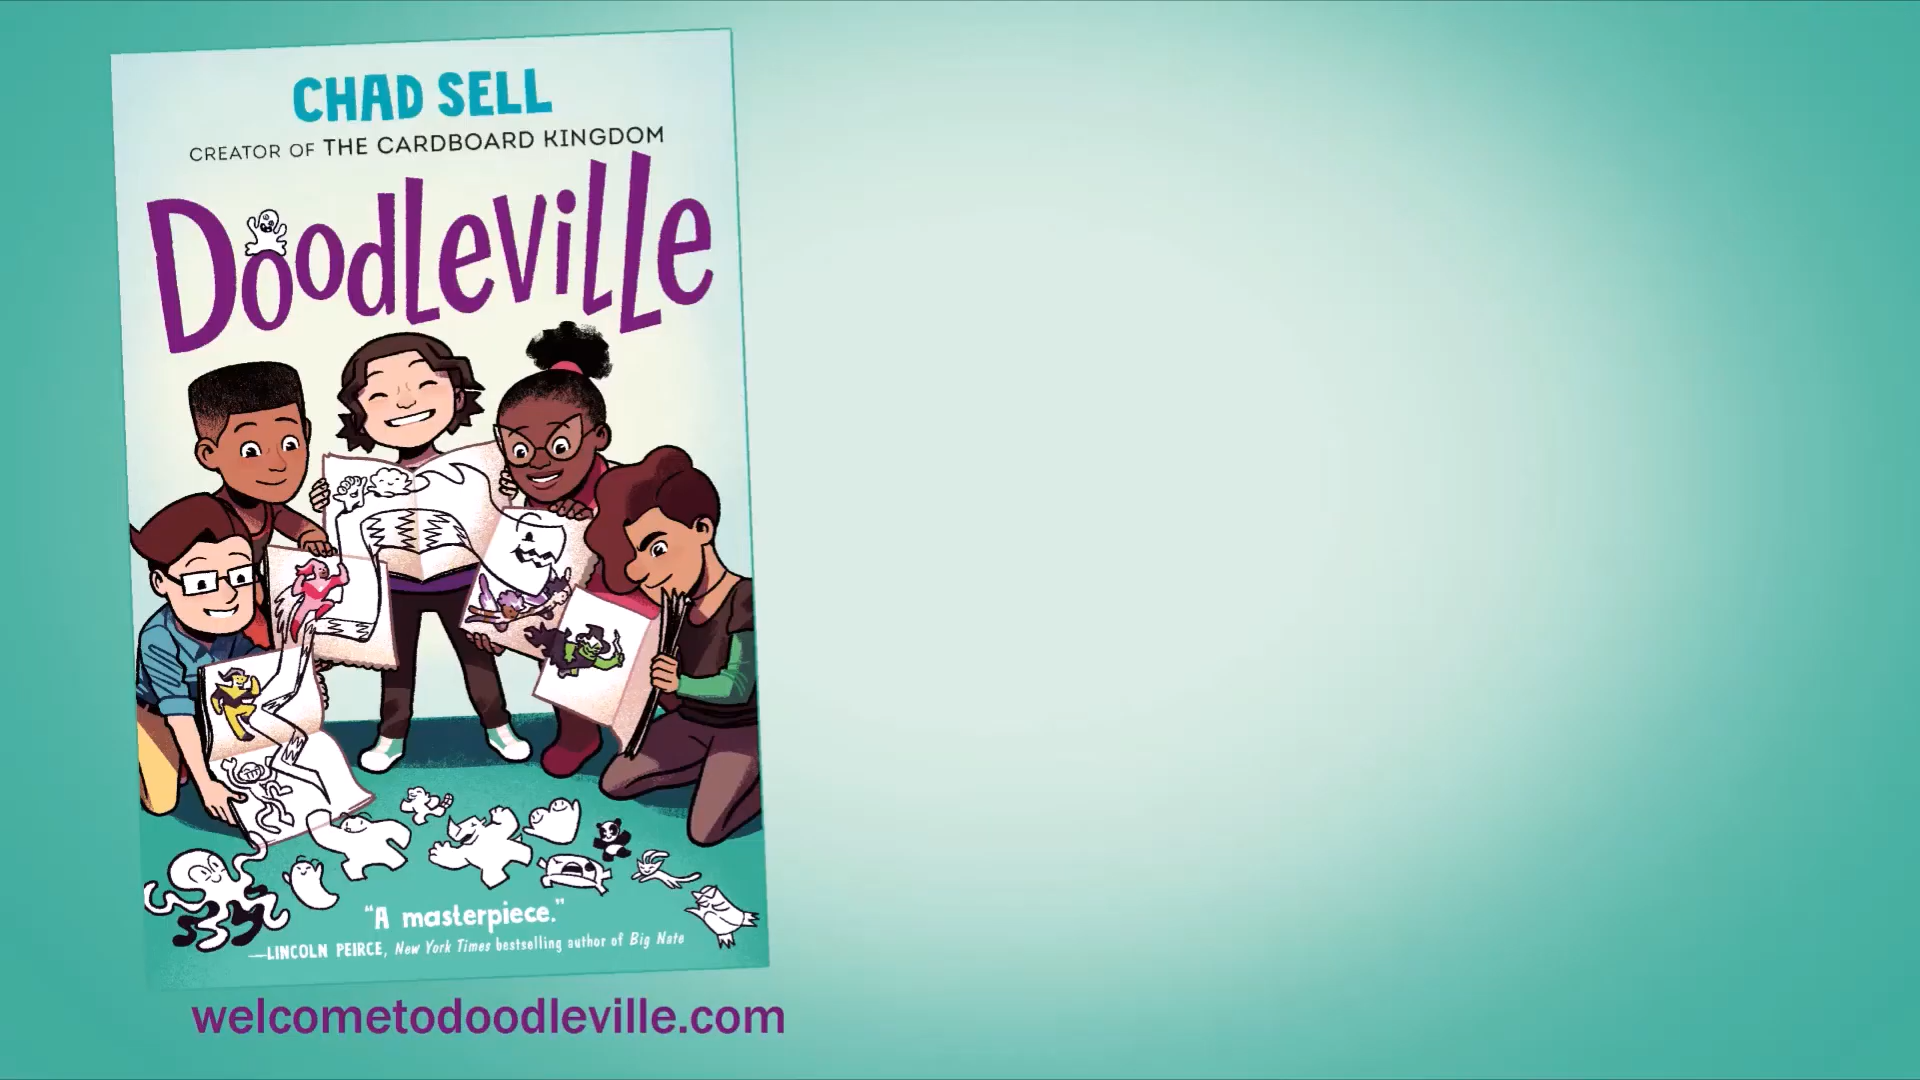 CHAD SELL
CREATOR OF THE CARDBOARD KINGDOM
Doodleville
“A masterpiece.”
—LINCOLN PEIRCE, New York Times bestselling author of Big Nate
welcometodoodleville.com